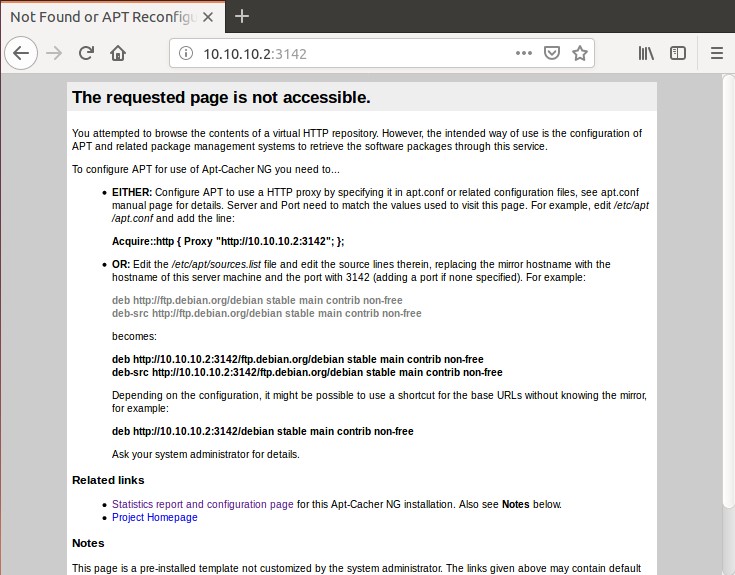 Not Found or APT Reconfigu
10.10.10.2:3142
The requested page is not accessible.
You attempted to browse the contents of a virtual HTTP repository. However, the intended way of use is the configuration of
APT and related package management systems to retrieve the software packages through this service.
To configure APT for use of Apt-Cacher NG you need to...
• EITHER: Configure APT to use a HTTP proxy by specifying it in apt.conf or related configuration files, see apt.conf
manual page for details. Server and Port need to match the values used to visit this page. For example, edit /etc/apt
/apt.conf and add the line:
Acquire::http { Proxy "http://10.10.10.2:3142"; };
• OR: Edit the /etc/apt/sources.list file and edit the source lines therein, replacing the mirror hostname with the
hostname of this server machine and the port with 3142 (adding a port if none specified). For example:
deb http://ftp.debian.org/debian stable main contrib non-free
deb-src http://ftp.debian.org/debian stable main contrib non-free
becomes:
deb http://10.10.10.2:3142/ftp.debian.org/debian stable main contrib non-free
deb-src http://10.10.10.2:3142/ftp.debian.org/debian stable main contrib non-free
Depending on the configuration, it might be possible to use a shortcut for the base URLs without knowing the mirror,
for example:
deb http://10.10.10.2:3142/debian stable main contrib non-free
Ask your system administrator for details.
Related links
• Statistics report and configuration page for this Apt-Cacher NG installation. Also see Notes below.
• Project Homepage
Notes
This page is a pre-installed template not customized by the system administrator. The links given above may contain default